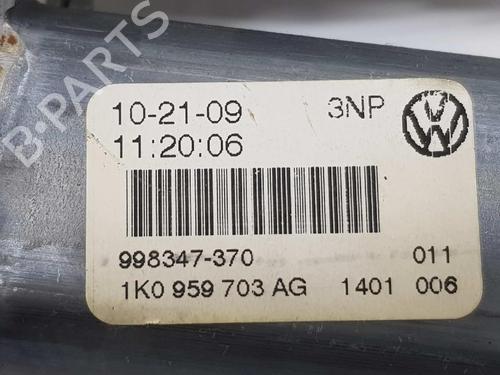 B-PARTS
10-21-09 3NP
11:20:06
998347-370 011
1K0 959 703 AG 1401 006